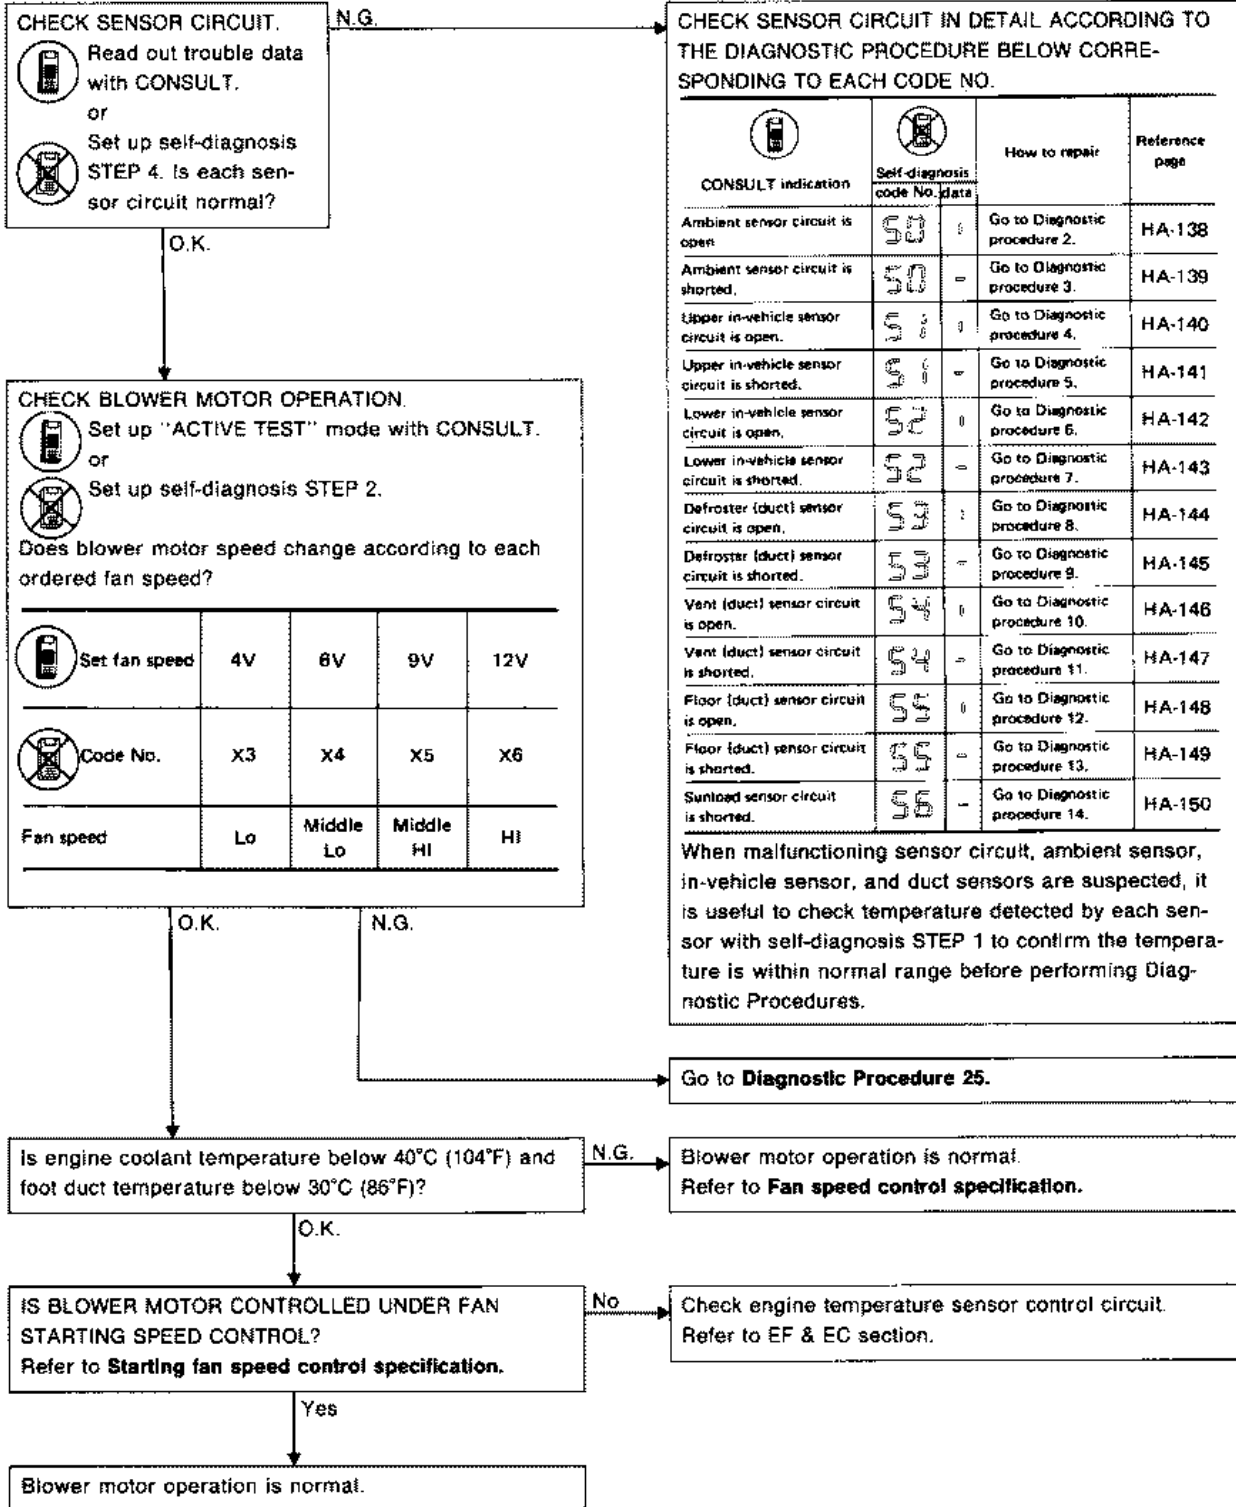 CHECK SENSOR CIRCUIT.
Read out trouble data
with CONSULT.
or
Set up self-diagnosis
STEP 4. Is each sen-
sor circuit normal?
N.G.
O.K.
CHECK SENSOR CIRCUIT IN DETAIL ACCORDING TO
THE DIAGNOSTIC PROCEDURE BELOW CORRE-
SPONDING TO EACH CODE NO.
CONSULT indication
Self-diagnosis
code No. data
How to repair
Reference
page
Ambient sensor circuit is
open
50
Go to Diagnostic
procedure 2.
HA-138
Ambient sensor circuit is
shorted.
50 -
Go to Diagnostic
procedure 3.
HA-139
Upper in-vehicle sensor
circuit is open.
51
Go to Diagnostic
procedure 4.
HA-140
Upper in-vehicle sensor
circuit is shorted.
51 -
Go to Diagnostic
procedure 5.
HA-141
Lower in-vehicle sensor
circuit is open.
52
Go to Diagnostic
procedure 6.
HA-142
Lower in-vehicle sensor
circuit is shorted.
52 -
Go to Diagnostic
procedure 7.
HA-143
Defroster (duct) sensor
circuit is open.
53
Go to Diagnostic
procedure 8.
HA-144
Defroster (duct) sensor
circuit is shorted.
53 -
Go to Diagnostic
procedure 9.
HA-145
Vent (duct) sensor circuit
is open.
54
Go to Diagnostic
procedure 10.
HA-146
Vent (duct) sensor circuit
is shorted.
54 -
Go to Diagnostic
procedure 11.
HA-147
Floor (duct) sensor circuit
is open.
55
Go to Diagnostic
procedure 12.
HA-148
Floor (duct) sensor circuit
is shorted.
55 -
Go to Diagnostic
procedure 13.
HA-149
Sunload sensor circuit
is shorted.
56 -
Go to Diagnostic
procedure 14.
HA-150
When malfunctioning sensor circuit, ambient sensor,
in-vehicle sensor, and duct sensors are suspected, it
is useful to check temperature detected by each sen-
sor with self-diagnosis STEP 1 to confirm the tempera-
ture is within normal range before performing Diag-
nostic Procedures.
CHECK BLOWER MOTOR OPERATION.
Set up "ACTIVE TEST" mode with CONSULT.
or
Set up self-diagnosis STEP 2.
Does blower motor speed change according to each
ordered fan speed?
Set fan speed 4V 6V 9V 12V
Code No. X3 X4 X5 X6
Fan speed Lo Middle Lo Middle HI HI
O.K.
N.G.
Go to Diagnostic Procedure 25.
Is engine coolant temperature below 40°C (104°F) and
foot duct temperature below 30°C (86°F)?
N.G.
Blower motor operation is normal.
Refer to Fan speed control specification.
O.K.
IS BLOWER MOTOR CONTROLLED UNDER FAN
STARTING SPEED CONTROL?
Refer to Starting fan speed control specification.
No
Check engine temperature sensor control circuit.
Refer to EF & EC section.
Yes
Blower motor operation is normal.